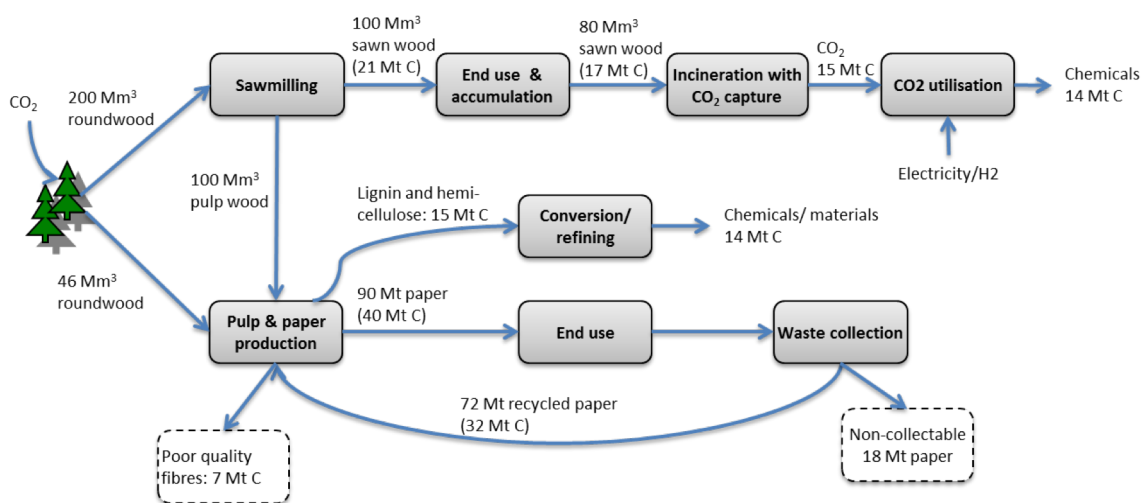 100 Mm³
sawn wood
(21 Mt C)
80 Mm³
sawn wood
(17 Mt C)
CO₂
15 Mt C
Chemicals
14 Mt C
Sawmilling
End use &
accumulation
Incineration with
CO₂ capture
CO2 utilisation
CO₂
200 Mm³
roundwood
Electricity/H2
100 Mm³
pulp wood
Lignin and hemi-
cellulose: 15 Mt C
Conversion/
refining
Chemicals/ materials
14 Mt C
46 Mm³
roundwood
90 Mt paper
(40 Mt C)
Pulp & paper
production
End use
Waste collection
72 Mt recycled paper
(32 Mt C)
Poor quality
fibres: 7 Mt C
Non-collectable
18 Mt paper